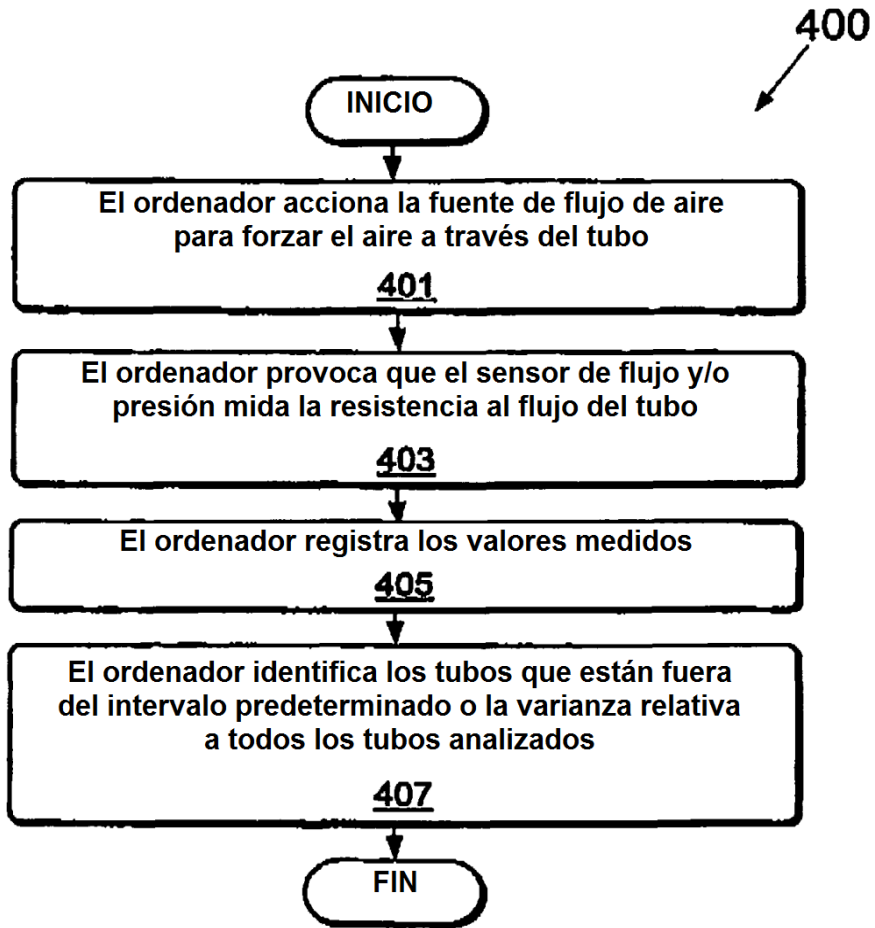 400
INICIO
El ordenador acciona la fuente de flujo de aire
para forzar el aire a través del tubo
401
El ordenador provoca que el sensor de flujo y/o
presión mida la resistencia al flujo del tubo
403
El ordenador registra los valores medidos
405
El ordenador identifica los tubos que están fuera
del intervalo predeterminado o la varianza relativa
a todos los tubos analizados
407
FIN